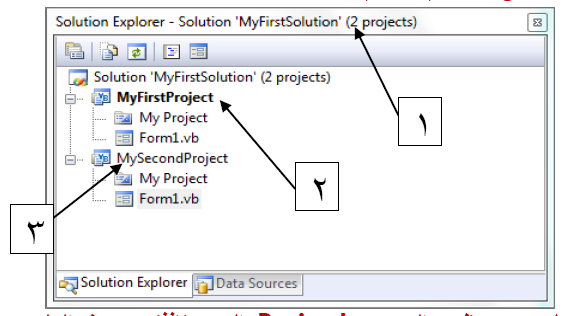 Solution Explorer - Solution 'MyFirstSolution' (2 projects)
Solution 'MyFirstSolution' (2 projects)
MyFirstProject
My Project
Form1.vb
MySecondProject
My Project
Form1.vb
١
٢
٣
Solution Explorer
Data Sources